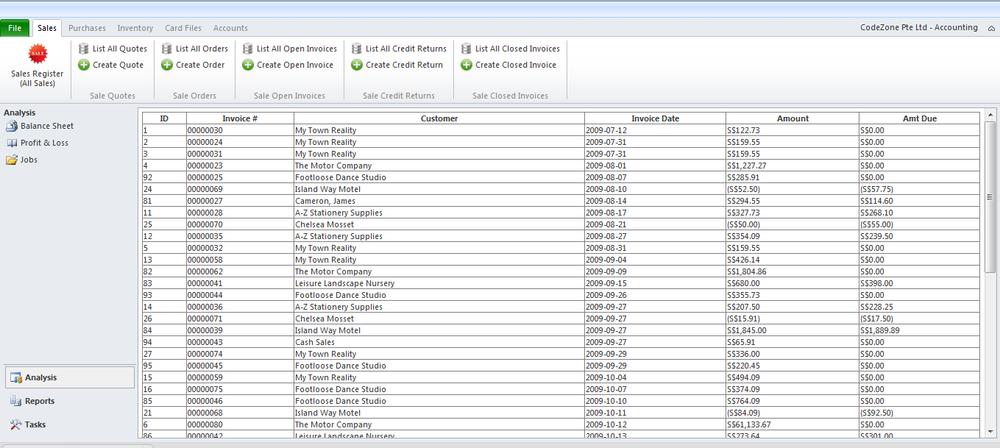 File Sales Purchases Inventory Card Files Accounts CodeZone Pte Ltd - Accounting
SALE
Sales Register
(All Sales)
List All Quotes
Create Quote
Sale Quotes
List All Orders
Create Order
Sale Orders
List All Open Invoices
Create Open Invoice
Sale Open Invoices
List All Credit Returns
Create Credit Return
Sale Credit Returns
List All Closed Invoices
Create Closed Invoice
Sale Closed Invoices
Analysis
Balance Sheet
Profit & Loss
Jobs
Analysis
Reports
Tasks
ID Invoice # Customer Invoice Date Amount Amt Due
1 00000030 My Town Reality 2009-07-12 S$122.73 S$0.00
2 00000024 My Town Reality 2009-07-31 S$159.55 S$0.00
3 00000031 My Town Reality 2009-07-31 S$159.55 S$0.00
4 00000023 The Motor Company 2009-08-01 S$1,227.27 S$0.00
92 00000025 Footloose Dance Studio 2009-08-07 S$285.91 S$0.00
24 00000069 Island Way Motel 2009-08-10 (S$52.50) (S$57.75)
81 00000027 Cameron, James 2009-08-14 S$294.55 S$114.60
11 00000028 A-Z Stationery Supplies 2009-08-17 S$327.73 S$268.10
25 00000070 Chelsea Mosset 2009-08-21 (S$50.00) (S$55.00)
12 00000035 A-Z Stationery Supplies 2009-08-27 S$354.09 S$239.50
5 00000032 My Town Reality 2009-08-31 S$159.55 S$0.00
13 00000058 My Town Reality 2009-09-04 S$426.14 S$0.00
82 00000062 The Motor Company 2009-09-09 S$1,804.86 S$0.00
83 00000041 Leisure Landscape Nursery 2009-09-15 S$680.00 S$398.00
93 00000044 Footloose Dance Studio 2009-09-26 S$355.73 S$0.00
14 00000036 A-Z Stationery Supplies 2009-09-27 S$207.50 S$228.25
26 00000071 Chelsea Mosset 2009-09-27 (S$15.91) (S$17.50)
84 00000039 Island Way Motel 2009-09-27 S$1,845.00 S$1,889.89
94 00000043 Cash Sales 2009-09-27 S$65.91 S$0.00
27 00000074 My Town Reality 2009-09-29 S$336.00 S$0.00
95 00000045 Footloose Dance Studio 2009-09-29 S$220.45 S$0.00
15 00000059 My Town Reality 2009-10-04 S$494.09 S$0.00
16 00000075 Footloose Dance Studio 2009-10-07 S$374.09 S$0.00
85 00000046 Footloose Dance Studio 2009-10-10 S$764.09 S$0.00
21 00000068 Island Way Motel 2009-10-11 (S$84.09) (S$92.50)
6 00000080 The Motor Company 2009-10-12 S$61,133.67 S$0.00
86 00000042 Leisure Landscape Nursery 2009-10-13 S$273.64 S$301.00